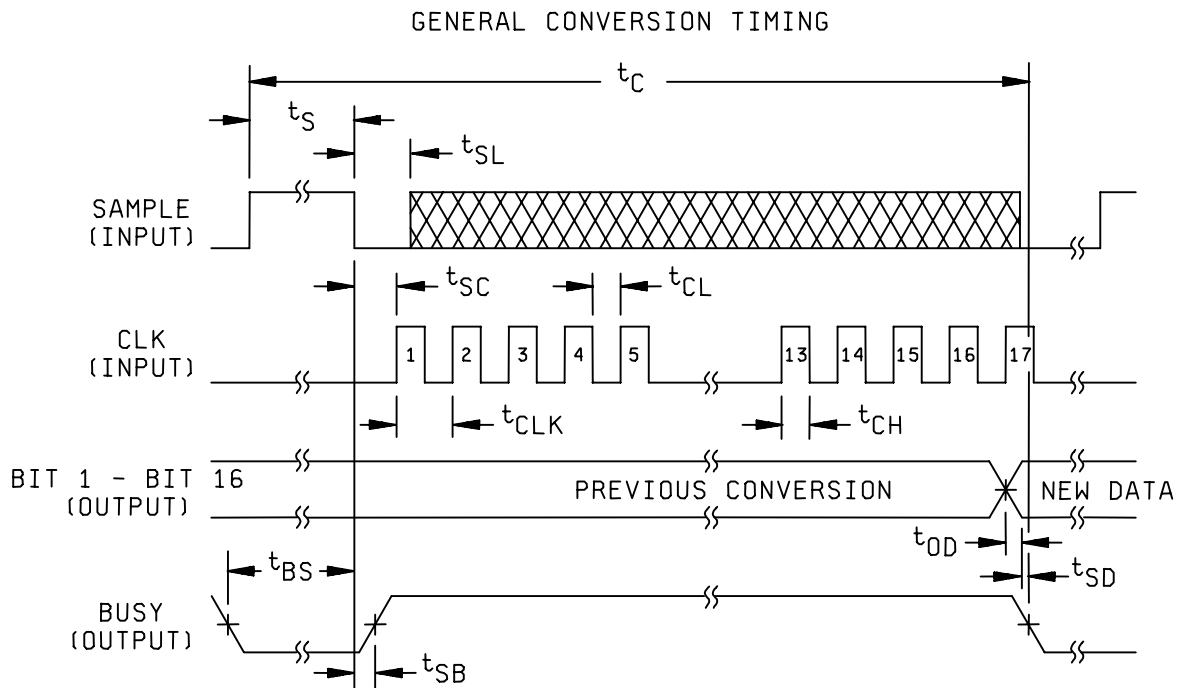 GENERAL CONVERSION TIMING
tC
tS
tSL
SAMPLE
(INPUT)
tSC
tCL
CLK
(INPUT)
1 2 3 4 5 13 14 15 16 17
tCLK
tCH
BIT 1 - BIT 16
(OUTPUT)
PREVIOUS CONVERSION
NEW DATA
tOD
tBS
tSD
BUSY
(OUTPUT)
tSB